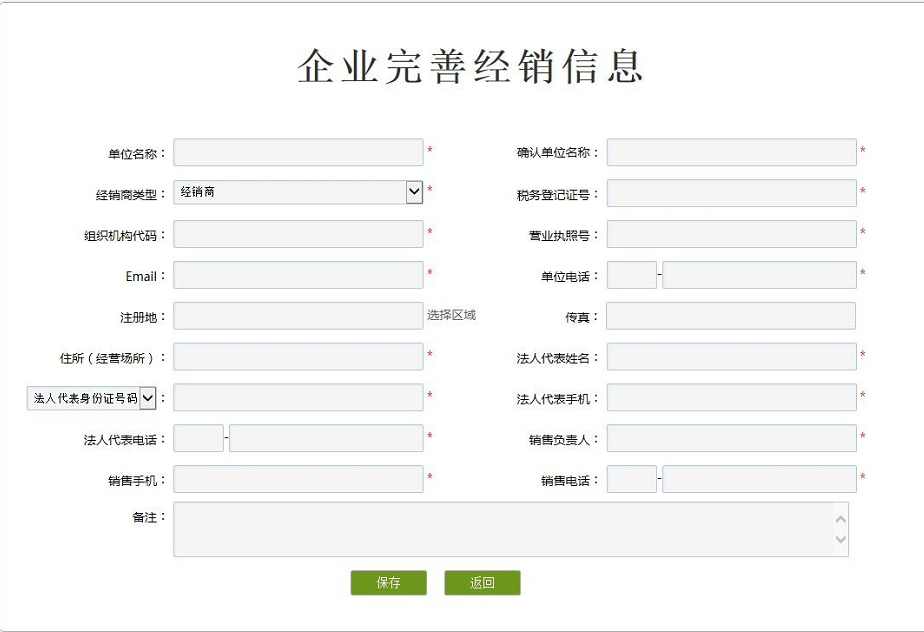 企业完善经销信息
单位名称： * 确认单位名称： *
经销商类型： 经销商 * 税务登记证号： *
组织机构代码： * 营业执照号： *
Email： * 单位电话： - *
注册地： 选择区域 传真：
住所（经营场所）： * 法人代表姓名： *
法人代表身份证号码 ： * 法人代表手机： *
法人代表电话： - * 销售负责人： *
销售手机： * 销售电话： - *
备注：
保存 返回